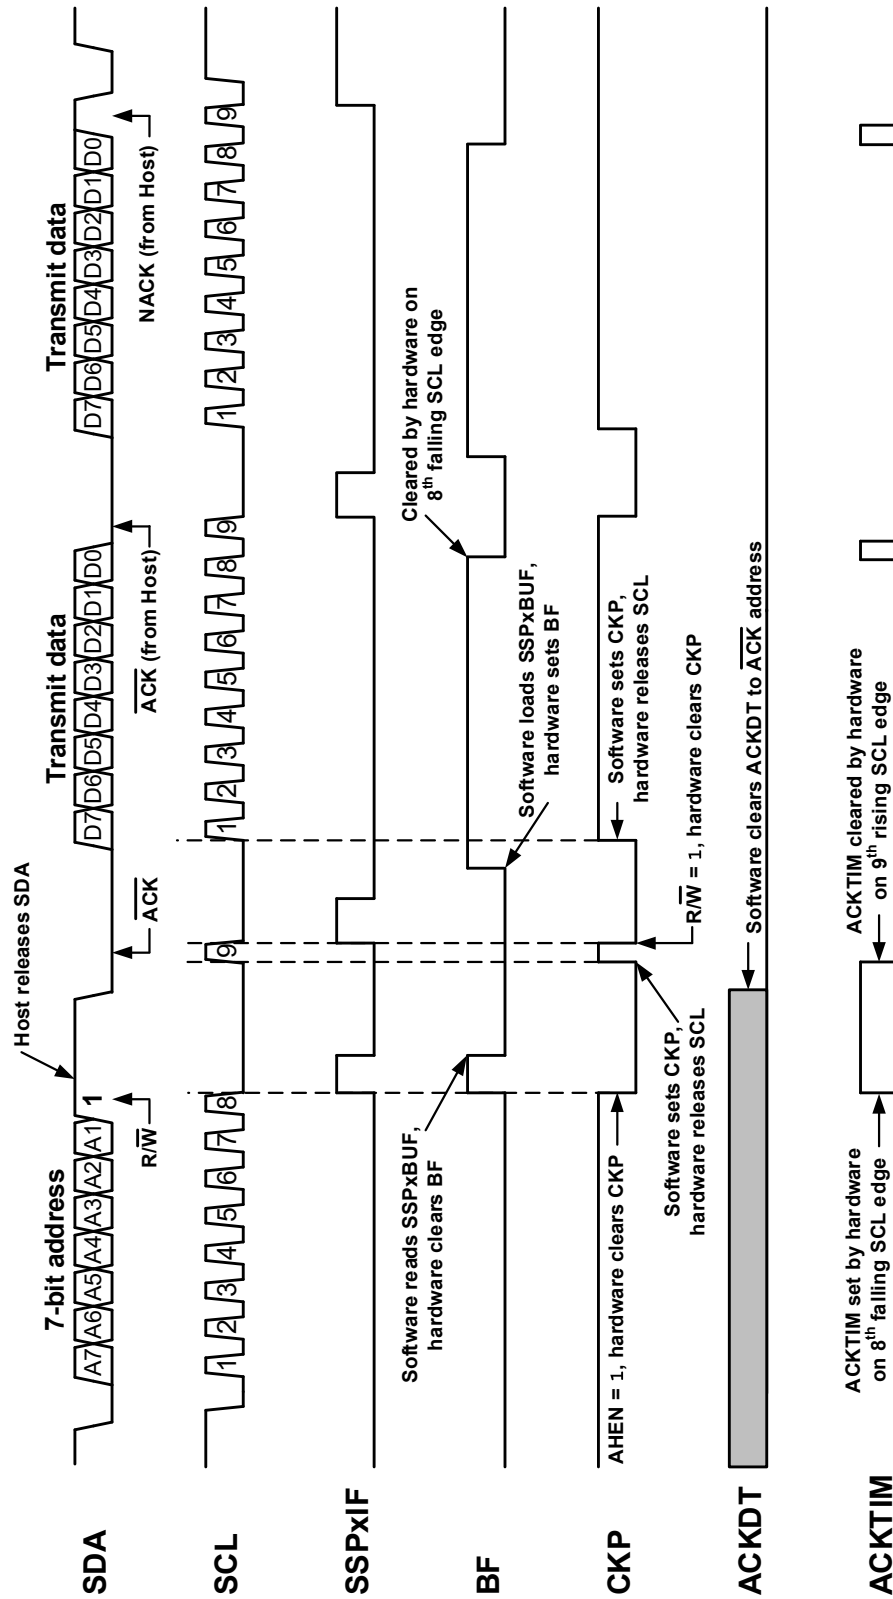 Host releases SDA
7-bit address
Transmit data
Transmit data
SDA
A7 A6 A5 A4 A3 A2 A1 1
D7 D6 D5 D4 D3 D2 D1 D0
D7 D6 D5 D4 D3 D2 D1 D0
R/W̅
A̅C̅K̅
A̅C̅K̅ (from Host)
NACK (from Host)
SCL
1 2 3 4 5 6 7 8 9
1 2 3 4 5 6 7 8 9
1 2 3 4 5 6 7 8 9
SSPxIF
Software reads SSPxBUF,
hardware clears BF
Cleared by hardware on
8th falling SCL edge
BF
Software loads SSPxBUF,
hardware sets BF
AHEN = 1, hardware clears CKP
Software sets CKP,
hardware releases SCL
CKP
Software sets CKP,
hardware releases SCL
R/W̅ = 1, hardware clears CKP
ACKDT
Software clears ACKDT to A̅C̅K̅ address
ACKTIM set by hardware
on 8th falling SCL edge
ACKTIM cleared by hardware
on 9th rising SCL edge
ACKTIM